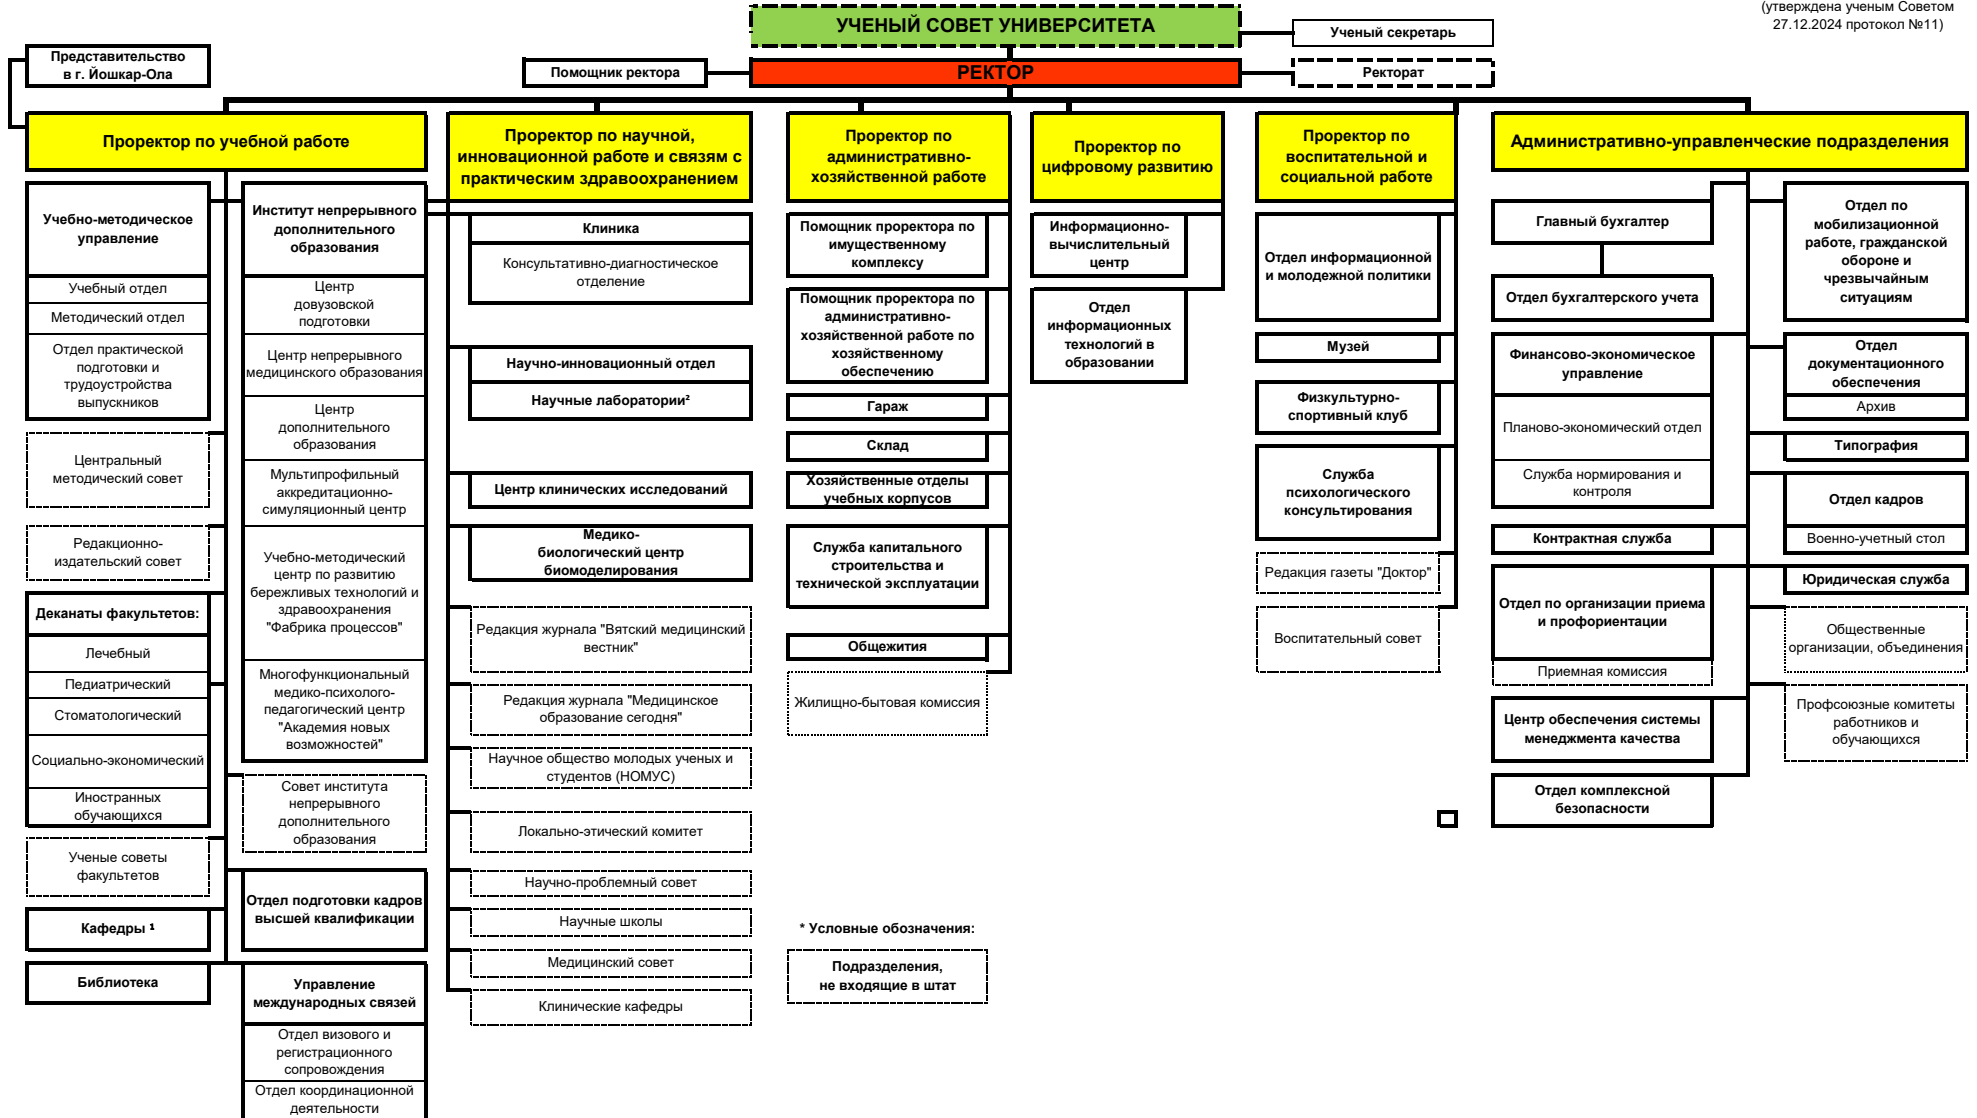 (утверждена ученым Советом
27.12.2024 протокол №11)
УЧЕНЫЙ СОВЕТ УНИВЕРСИТЕТА
Ученый секретарь
Представительство
в г. Йошкар-Ола
Помощник ректора
РЕКТОР
Ректорат
Проректор по учебной работе
Проректор по научной,
инновационной работе и связям с
практическим здравоохранением
Проректор по
административно-
хозяйственной работе
Проректор по
цифровому развитию
Проректор по
воспитательной и
социальной работе
Административно-управленческие подразделения
Учебно-методическое
управление
Учебный отдел
Методический отдел
Отдел практической
подготовки и
трудоустройства
выпускников
Центральный
методический совет
Редакционно-
издательский совет
Деканаты факультетов:
Лечебный
Педиатрический
Стоматологический
Социально-экономический
Иностранных
обучающихся
Ученые советы
факультетов
Кафедры ¹
Библиотека
Институт непрерывного
дополнительного
образования
Центр
довузовской
подготовки
Центр непрерывного
медицинского образования
Центр
дополнительного
образования
Мультипрофильный
аккредитационно-
симуляционный центр
Учебно-методический
центр по развитию
бережливых технологий и
здравоохранения
"Фабрика процессов"
Многофункциональный
медико-психолого-
педагогический центр
"Академия новых
возможностей"
Совет института
непрерывного
дополнительного
образования
Отдел подготовки кадров
высшей квалификации
Управление
международных связей
Отдел визового и
регистрационного
сопровождения
Отдел координационной
деятельности
Клиника
Консультативно-диагностическое
отделение
Научно-инновационный отдел
Научные лаборатории²
Центр клинических исследований
Медико-
биологический центр
биомоделирования
Редакция журнала "Вятский медицинский
вестник"
Редакция журнала "Медицинское
образование сегодня"
Научное общество молодых ученых и
студентов (НОМУС)
Локально-этический комитет
Научно-проблемный совет
Научные школы
Медицинский совет
Клинические кафедры
Помощник проректора по
имущественному
комплексу
Помощник проректора по
административно-
хозяйственной работе по
хозяйственному
обеспечению
Гараж
Склад
Хозяйственные отделы
учебных корпусов
Служба капитального
строительства и
технической эксплуатации
Общежития
Жилищно-бытовая комиссия
* Условные обозначения:
Подразделения,
не входящие в штат
Информационно-
вычислительный
центр
Отдел
информационных
технологий в
образовании
Отдел информационной
и молодежной политики
Музей
Физкультурно-
спортивный клуб
Служба
психологического
консультирования
Редакция газеты "Доктор"
Воспитательный совет
Главный бухгалтер
Отдел бухгалтерского учета
Финансово-экономическое
управление
Планово-экономический отдел
Служба нормирования и
контроля
Контрактная служба
Отдел по организации приема
и профориентации
Приемная комиссия
Центр обеспечения системы
менеджмента качества
Отдел комплексной
безопасности
Отдел по
мобилизационной
работе, гражданской
обороне и
чрезвычайным
ситуациям
Отдел
документационного
обеспечения
Архив
Типография
Отдел кадров
Военно-учетный стол
Юридическая служба
Общественные
организации, объединения
Профсоюзные комитеты
работников и
обучающихся